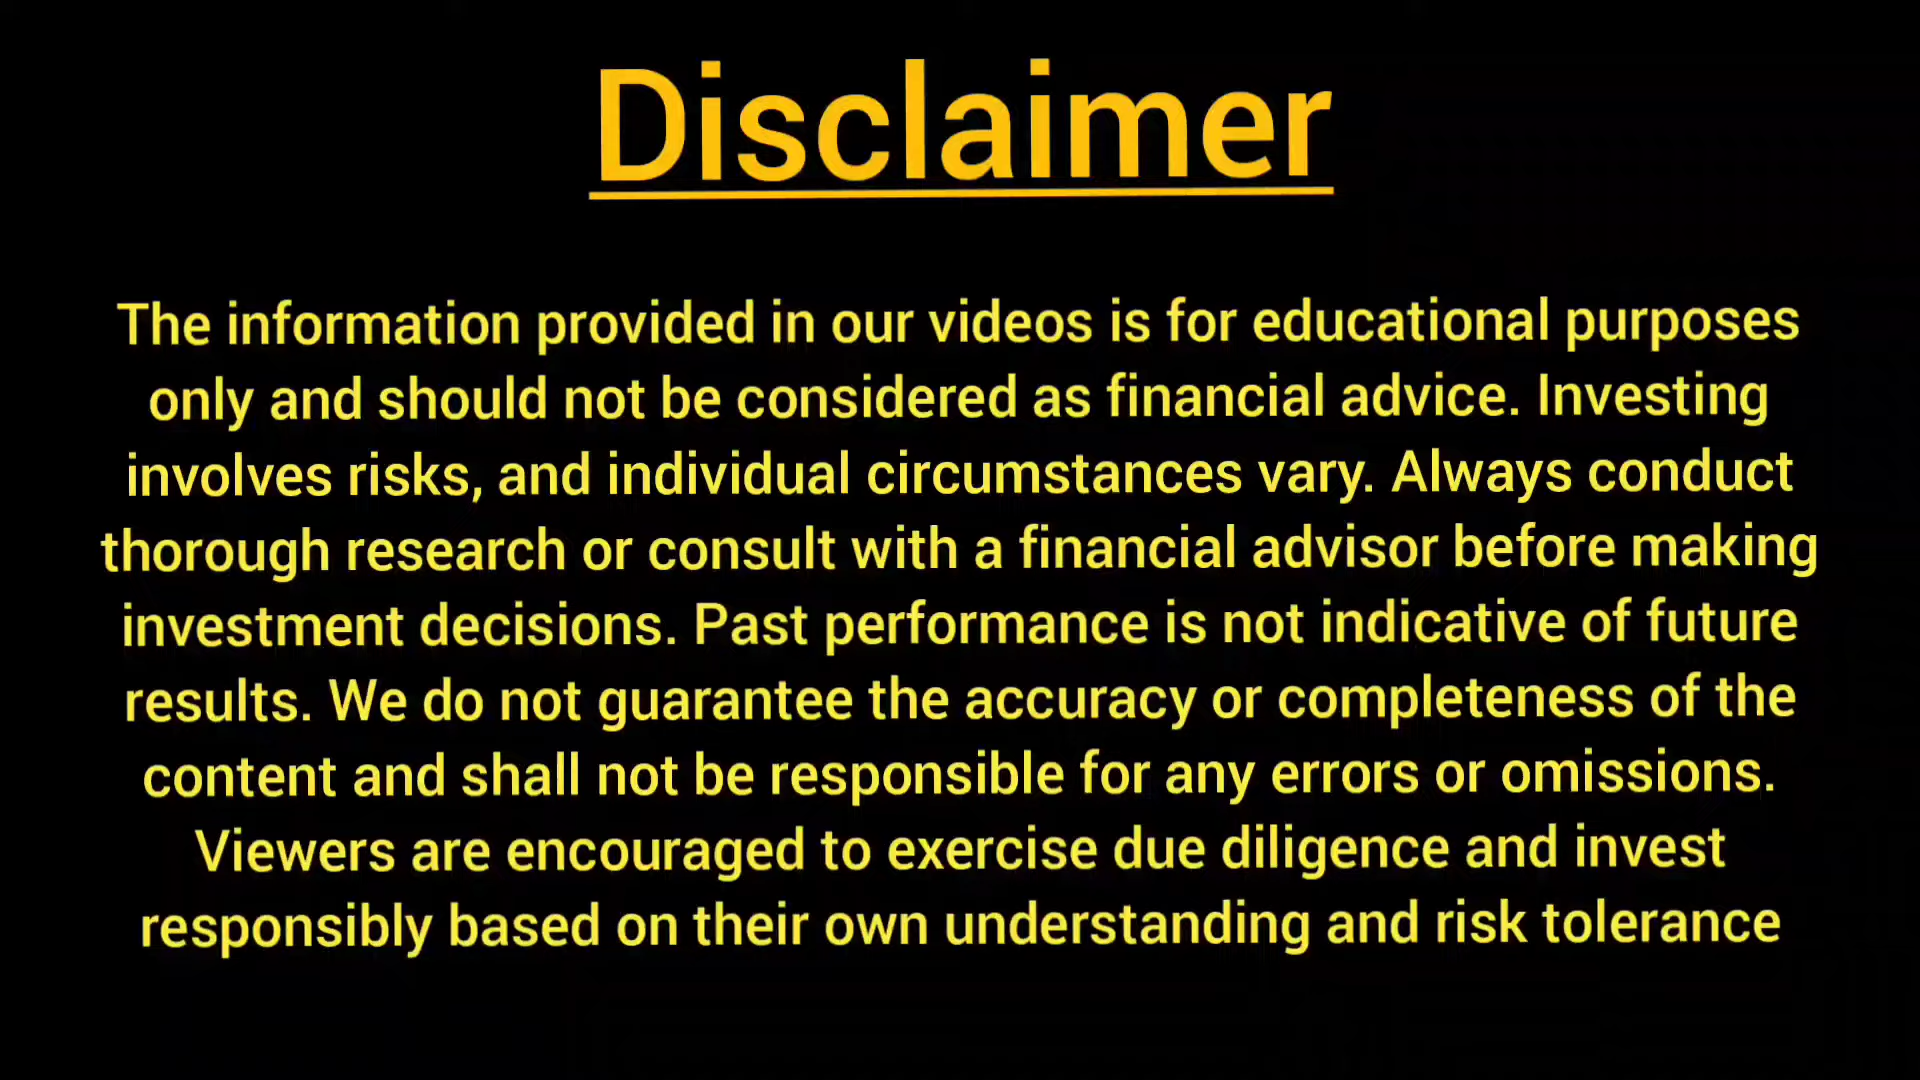 Disclaimer
The information provided in our videos is for educational purposes
only and should not be considered as financial advice. Investing
involves risks, and individual circumstances vary. Always conduct
thorough research or consult with a financial advisor before making
investment decisions. Past performance is not indicative of future
results. We do not guarantee the accuracy or completeness of the
content and shall not be responsible for any errors or omissions.
Viewers are encouraged to exercise due diligence and invest
responsibly based on their own understanding and risk tolerance